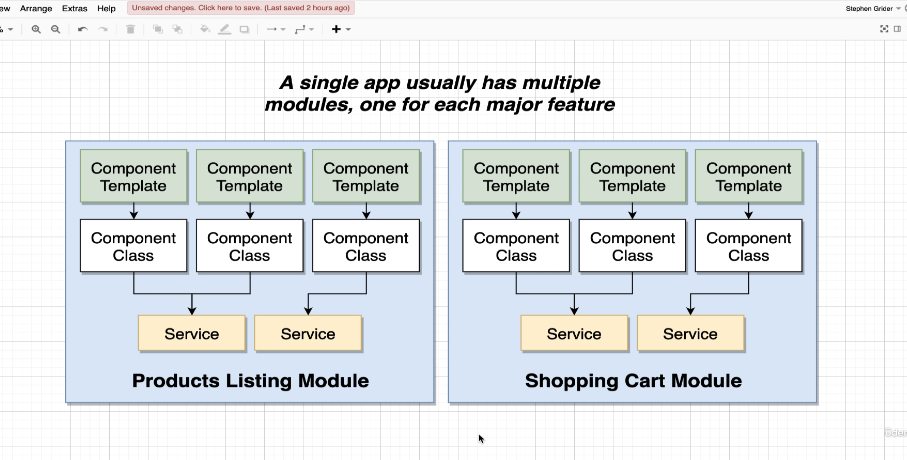 Arrange Extras Help Unsaved changes. Click here to save. (Last saved 2 hours ago) Stephen Grider
A single app usually has multiple
modules, one for each major feature
Component
Template
Component
Template
Component
Template
Component
Class
Component
Class
Component
Class
Service
Service
Products Listing Module
Component
Template
Component
Template
Component
Template
Component
Class
Component
Class
Component
Class
Service
Service
Shopping Cart Module